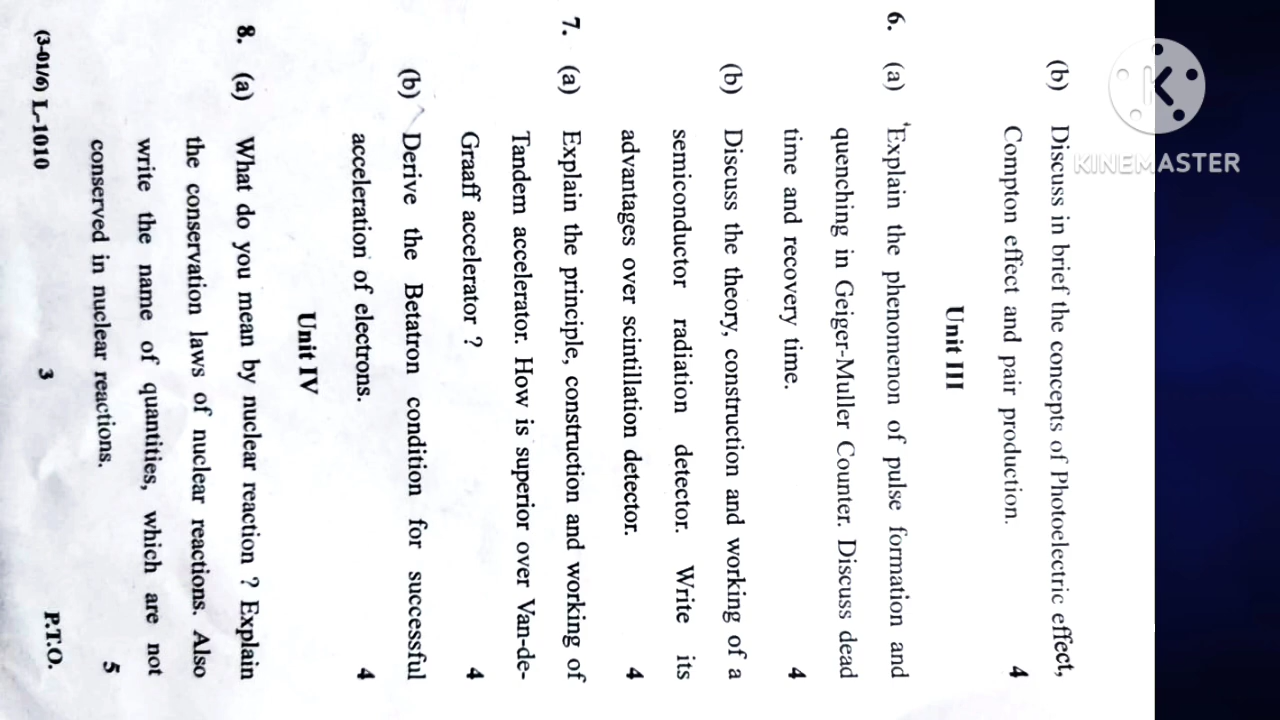 (b) Discuss in brief the concepts of Photoelectric effect,
Compton effect and pair production. 4
Unit III
6. (a) Explain the phenomenon of pulse formation and
quenching in Geiger-Muller Counter. Discuss dead
time and recovery time. 4
(b) Discuss the theory, construction and working of a
semiconductor radiation detector. Write its
advantages over scintillation detector. 4
7. (a) Explain the principle, construction and working of
Tandem accelerator. How is superior over Van-de-
Graaff accelerator ? 4
(b) Derive the Betatron condition for successful
acceleration of electrons. 4
Unit IV
8. (a) What do you mean by nuclear reaction ? Explain
the conservation laws of nuclear reactions. Also
write the name of quantities, which are not
conserved in nuclear reactions. 5
(3-01/6) L-1010 3 P.T.O.
KINEMASTER